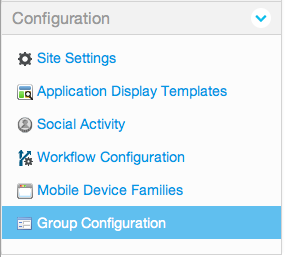 Configuration
Site Settings
Application Display Templates
Social Activity
Workflow Configuration
Mobile Device Families
Group Configuration